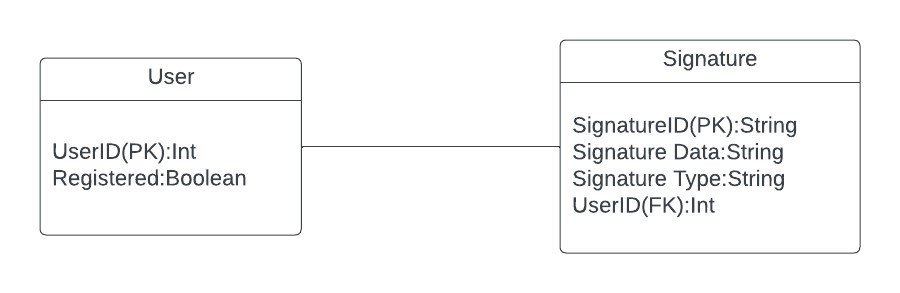 User
UserID(PK):Int
Registered:Boolean
Signature
SignatureID(PK):String
Signature Data:String
Signature Type:String
UserID(FK):Int